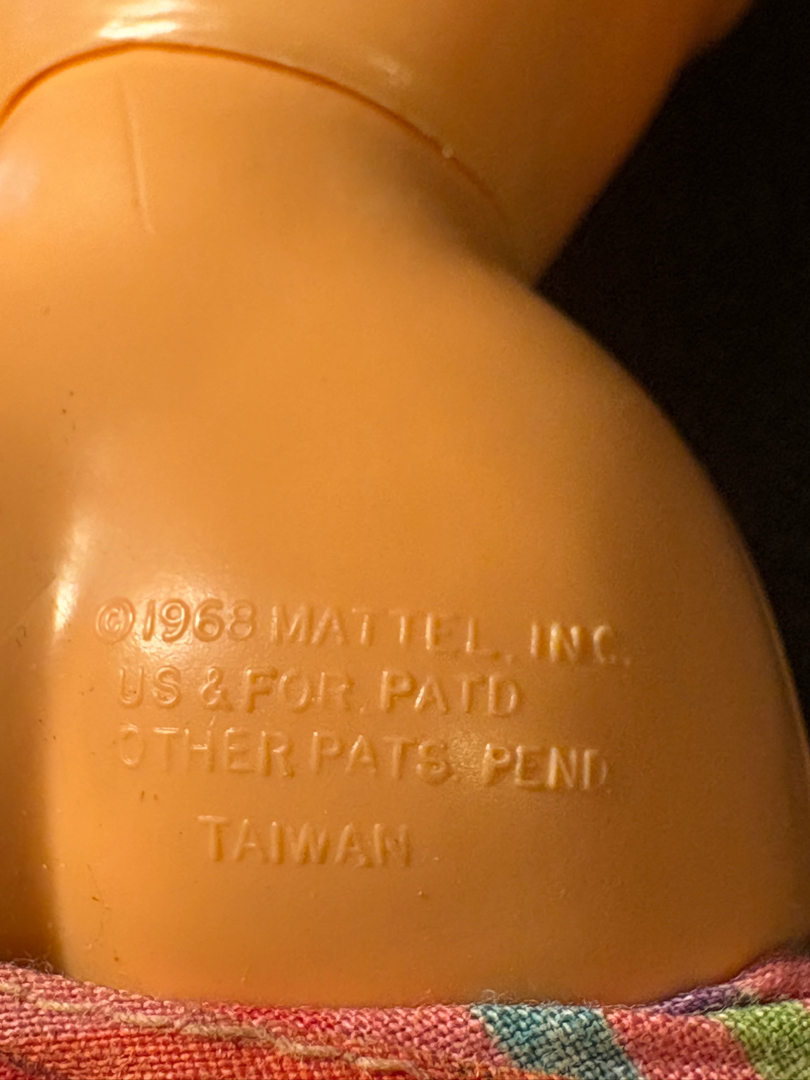 ©1968 MATTEL, INC.
US & FOR. PATD
OTHER PATS. PEND
TAIWAN